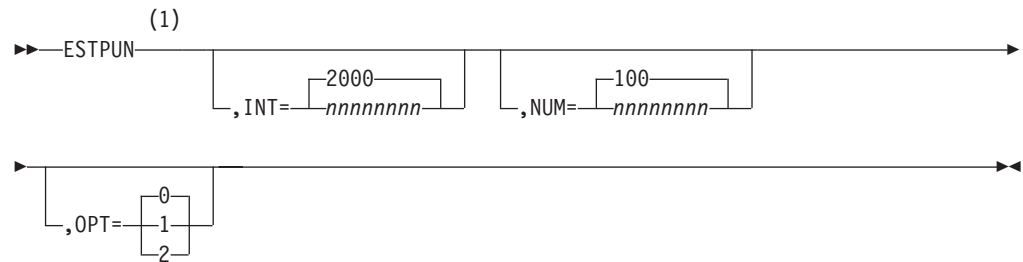 (1)
ESTPUN
2000 100
,INT= nnnnnnnn ,NUM= nnnnnnnn
0
,OPT= 1
2